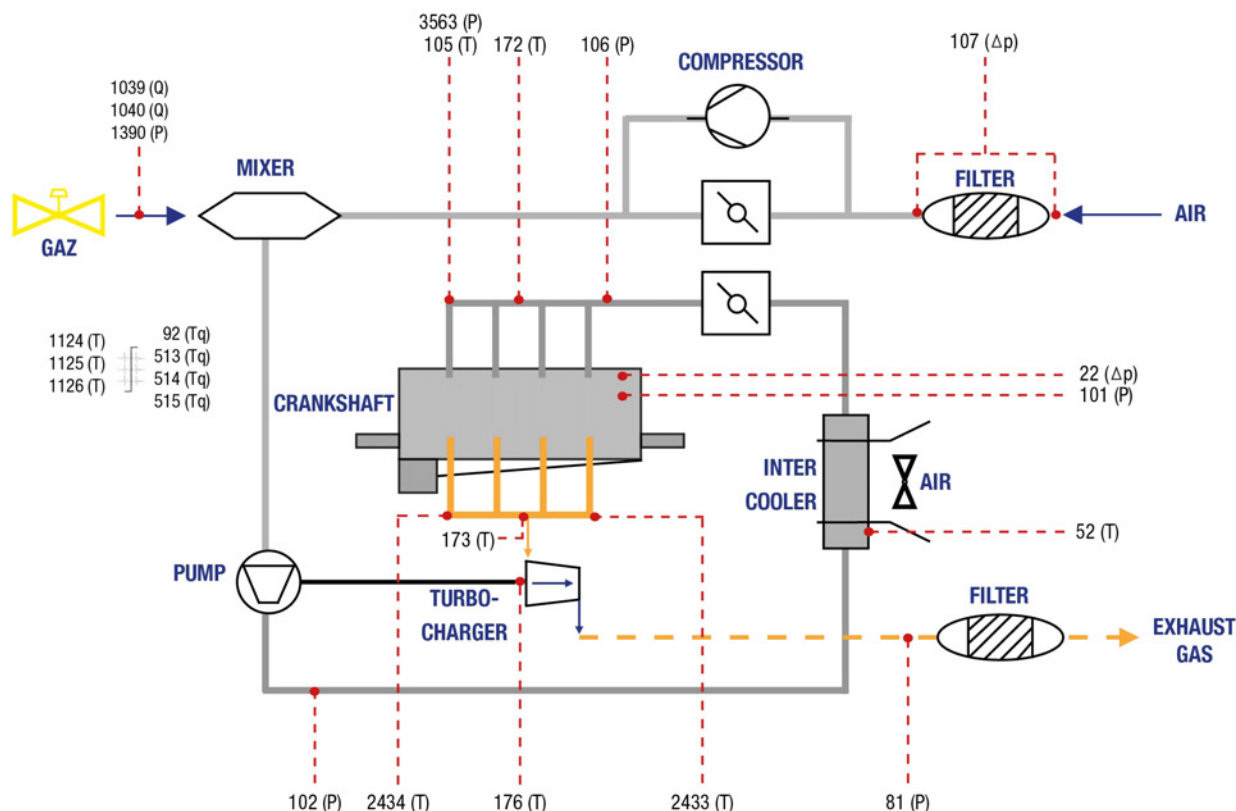 3563 (P)
105 (T)
172 (T)
106 (P)
107 (Δp)
COMPRESSOR
1039 (Q)
1040 (Q)
1390 (P)
MIXER
FILTER
GAZ
AIR
1124 (T)
1125 (T)
1126 (T)
92 (Tq)
513 (Tq)
514 (Tq)
515 (Tq)
CRANKSHAFT
22 (Δp)
101 (P)
INTER
COOLER
AIR
52 (T)
173 (T)
PUMP
TURBO-
CHARGER
FILTER
EXHAUST
GAS
102 (P)
2434 (T)
176 (T)
2433 (T)
81 (P)